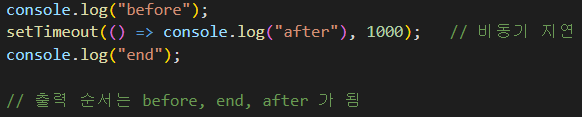 console.log("before");
setTimeout(() => console.log("after"), 1000);   // 비동기 지연
console.log("end");
// 출력 순서는 before, end, after 가 됨